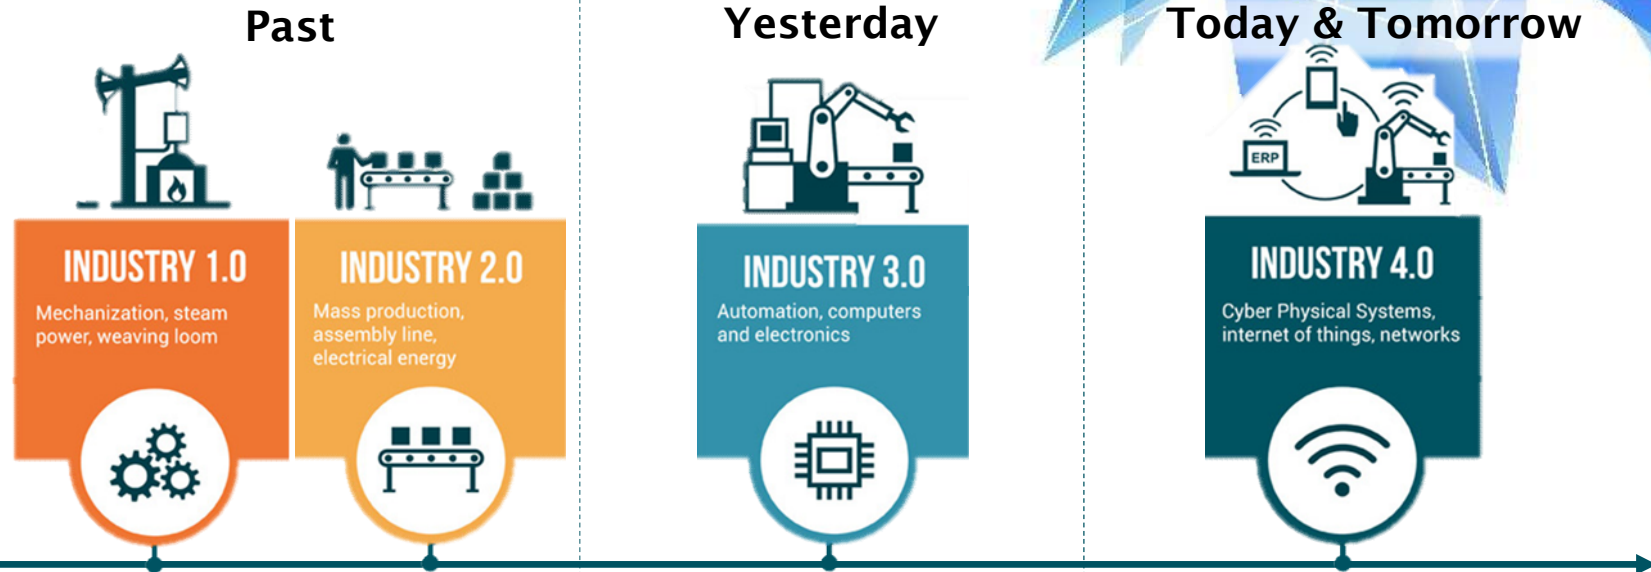 Past
Yesterday
Today & Tomorrow
ERP
INDUSTRY 1.0
Mechanization, steam
power, weaving loom
INDUSTRY 2.0
Mass production,
assembly line,
electrical energy
INDUSTRY 3.0
Automation, computers
and electronics
INDUSTRY 4.0
Cyber Physical Systems,
internet of things, networks